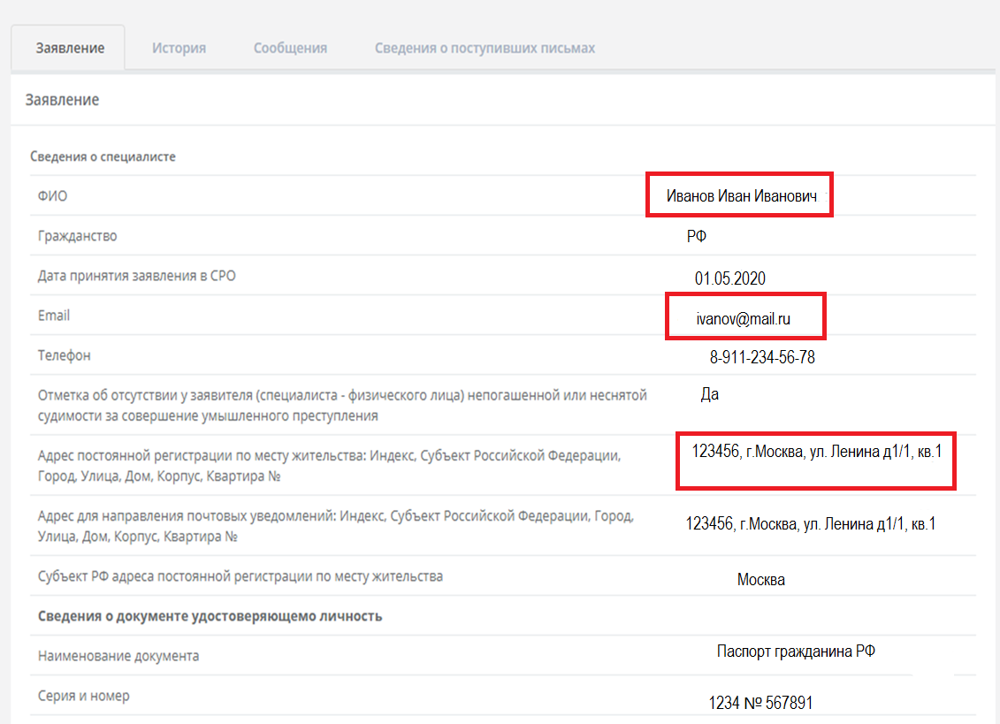 Заявление История Сообщения Сведения о поступивших письмах
Заявление
Сведения о специалисте
ФИО Иванов Иван Иванович
Гражданство РФ
Дата принятия заявления в СРО 01.05.2020
Email ivanov@mail.ru
Телефон 8-911-234-56-78
Отметка об отсутствии у заявителя (специалиста - физического лица) непогашенной или неснятой Да
судимости за совершение умышленного преступления
Адрес постоянной регистрации по месту жительства: Индекс, Субъект Российской Федерации, 123456, г.Москва, ул. Ленина д1/1, кв.1
Город, Улица, Дом, Корпус, Квартира №
Адрес для направления почтовых уведомлений: Индекс, Субъект Российской Федерации, Город, 123456, г.Москва, ул. Ленина д1/1, кв.1
Улица, Дом, Корпус, Квартира №
Субъект РФ адреса постоянной регистрации по месту жительства Москва
Сведения о документе удостоверяющемо личность
Наименование документа Паспорт гражданина РФ
Серия и номер 1234 № 567891